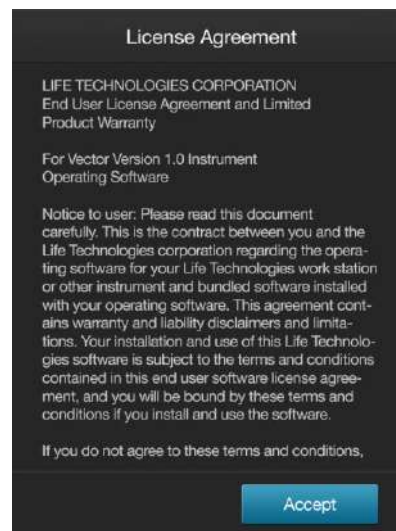 License Agreement
LIFE TECHNOLOGIES CORPORATION
End User License Agreement and Limited
Product Warranty
For Vector Version 1.0 Instrument
Operating Software
Notice to user: Please read this document
carefully. This is the contract between you and the
Life Technologies corporation regarding the opera-
ting software for your Life Technologies work station
or other instrument and bundled software installed
with your operating software. This agreement cont-
ains warranty and liability disclaimers and limita-
tions. Your installation and use of this Life Technolo-
gies software is subject to the terms and conditions
contained in this end user software license agree-
ment, and you will be bound by these terms and
conditions if you install and use the software.
If you do not agree to these terms and conditions,
Accept